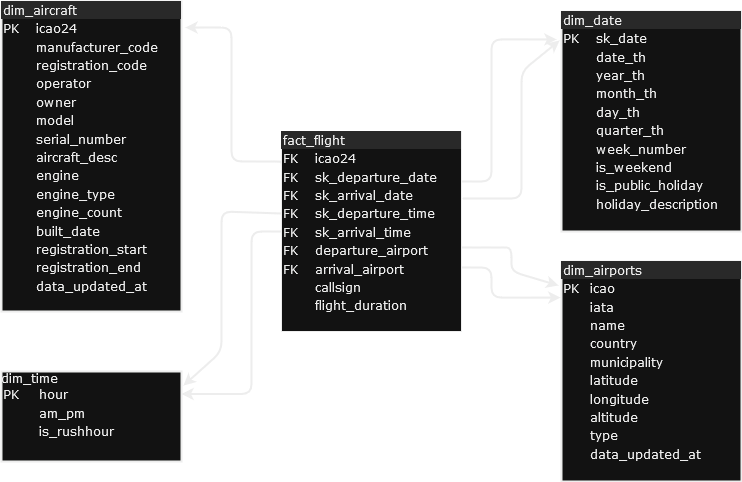 dim_aircraft
PK icao24
manufacturer_code
registration_code
operator
owner
model
serial_number
aircraft_desc
engine
engine_type
engine_count
built_date
registration_start
registration_end
data_updated_at
dim_time
PK hour
am_pm
is_rushhour
fact_flight
FK icao24
FK sk_departure_date
FK sk_arrival_date
FK sk_departure_time
FK sk_arrival_time
FK departure_airport
FK arrival_airport
callsign
flight_duration
dim_date
PK sk_date
date_th
year_th
month_th
day_th
quarter_th
week_number
is_weekend
is_public_holiday
holiday_description
dim_airports
PK icao
iata
name
country
municipality
latitude
longitude
altitude
type
data_updated_at